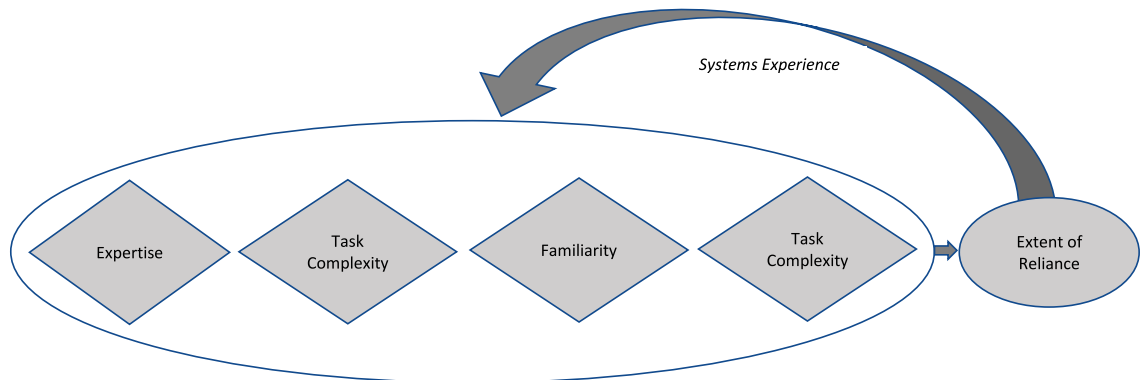 Systems Experience
Expertise
Task
Complexity
Familiarity
Task
Complexity
Extent of
Reliance